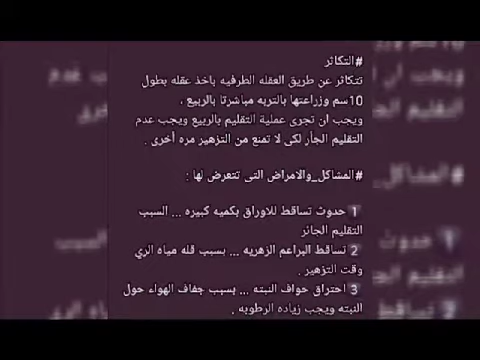 #التكاثر
تتكاثر عن طريق العقله الطرفيه باخذ عقله بطول
10سم وزراعتها بالتربه مباشرتا بالربيع .
ويجب ان تجرى عملية التقليم بالربيع ويجب عدم
التقليم الجأر لكى لا تمنع من التزهير مره أخرى .
#المشاكل_والامراض التى تتعرض لها :
1 حدوث تساقط للاوراق بكميه كبيره ... السبب
التقليم الجائر
2 تساقط البراعم الزهريه ... بسبب قله مياه الري
وقت التزهير .
3 احتراق حواف النبته ... بسبب جفاف الهواء حول
النبته ويجب زياده الرطوبه .